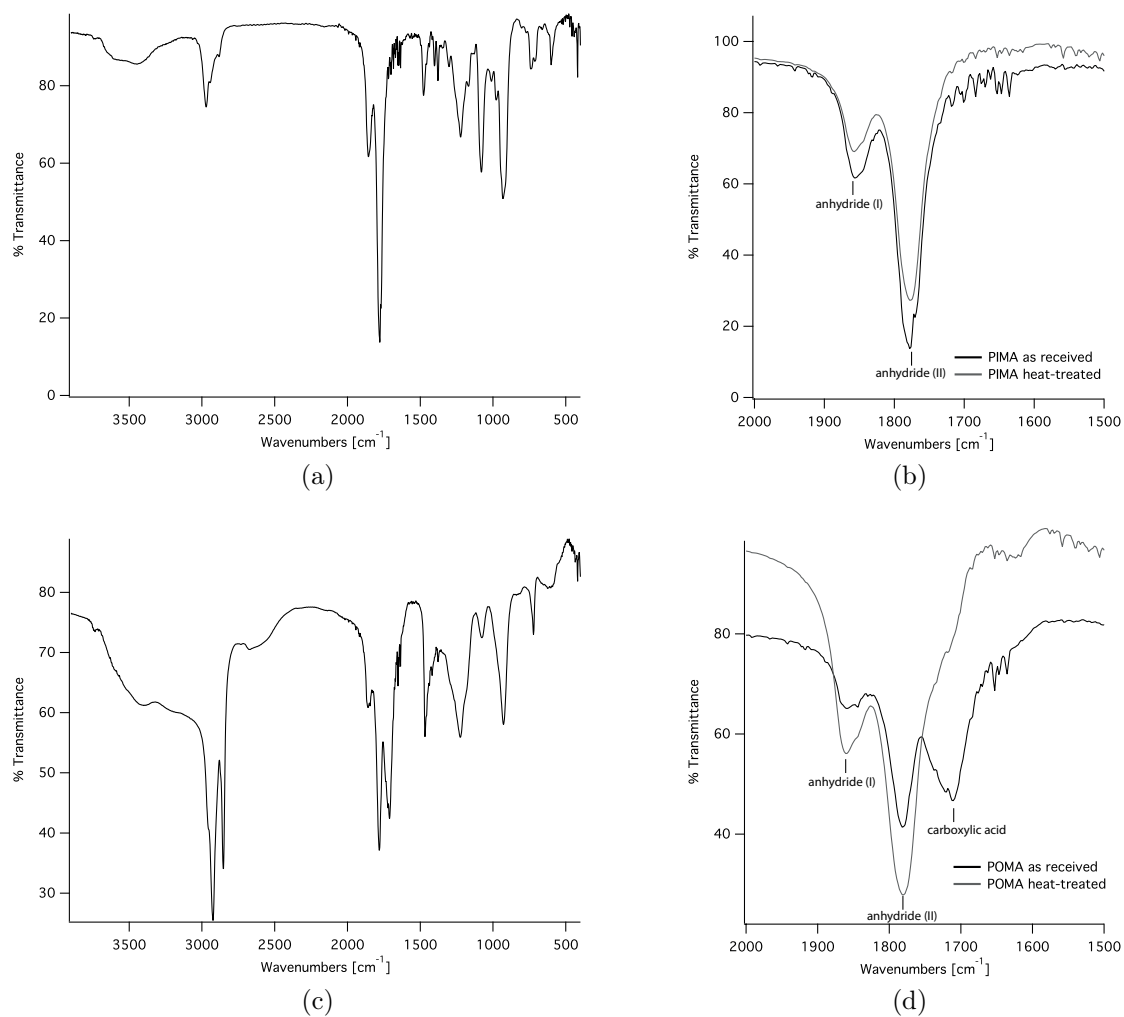 % Transmittance
80
60
40
20
0
3500
3000
2500
2000
1500
1000
500
Wavenumbers [cm-1]
(a)
% Transmittance
100
80
60
40
20
0
anhydride (I)
anhydride (II)
PIMA as received
PIMA heat-treated
2000
1900
1800
1700
1600
1500
Wavenumbers [cm-1]
(b)
% Transmittance
80
70
60
50
40
30
3500
3000
2500
2000
1500
1000
500
Wavenumbers [cm-1]
(c)
% Transmittance
80
60
40
anhydride (I)
carboxylic acid
anhydride (II)
POMA as received
POMA heat-treated
2000
1900
1800
1700
1600
1500
Wavenumbers [cm-1]
(d)